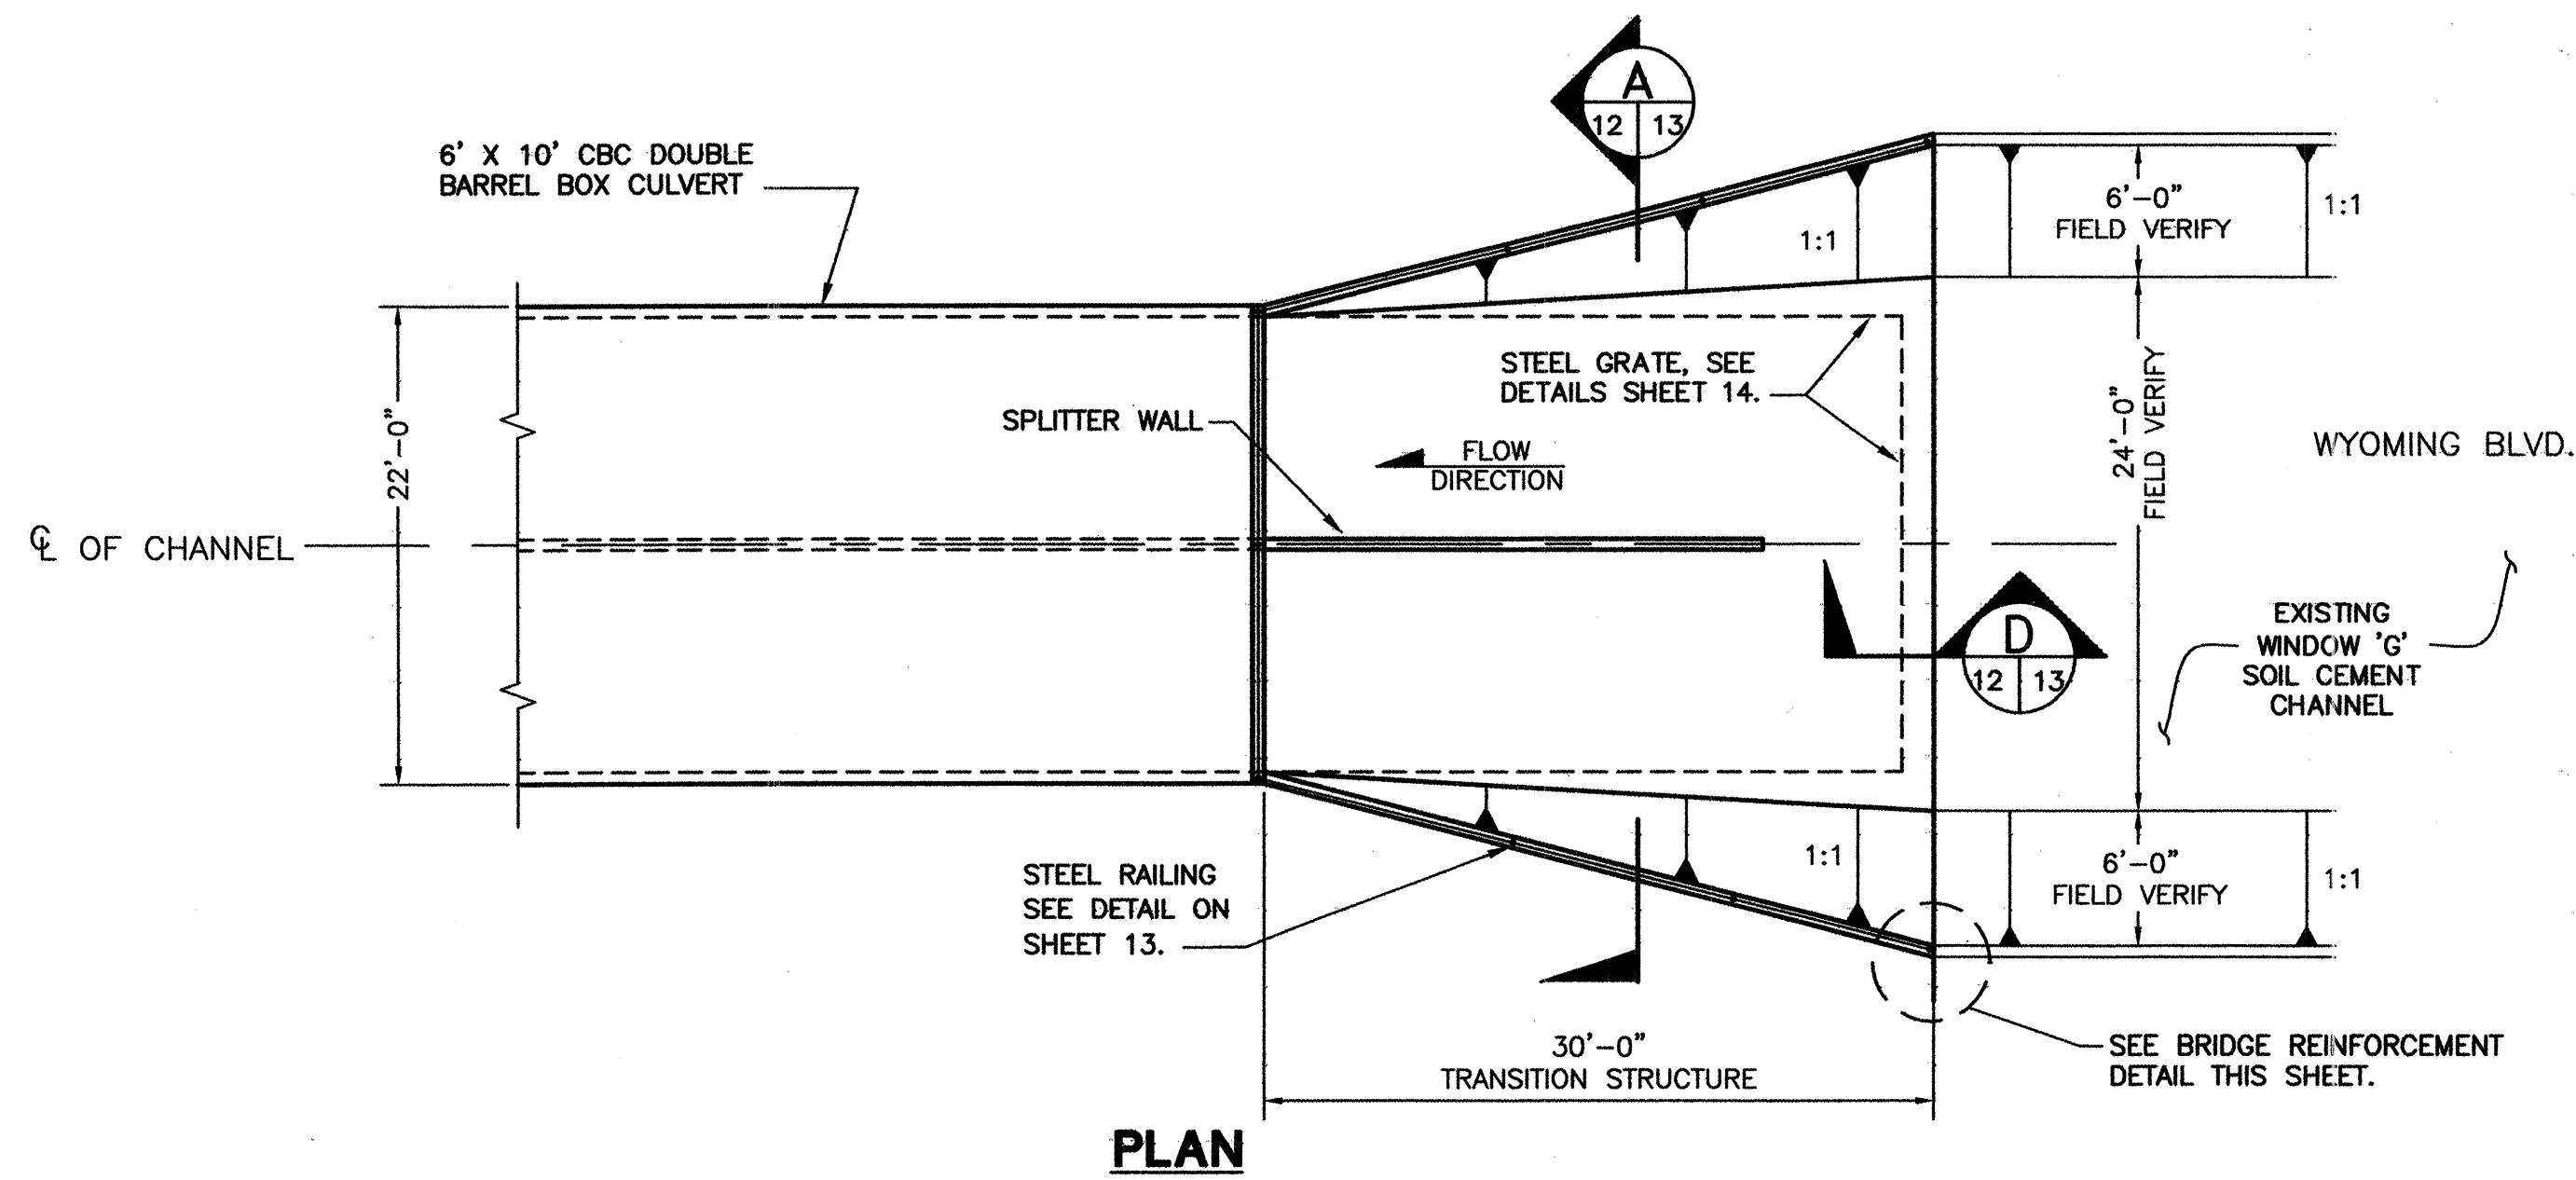 A
12 13
6' X 10' CBC DOUBLE
BARREL BOX CULVERT
6'-0"
FIELD VERIFY
1:1
1:1
STEEL GRATE, SEE
DETAILS SHEET 14.
SPLITTER WALL
FLOW
DIRECTION
22'-0"
24'-0"
FIELD VERIFY
WYOMING BLVD.
℄ OF CHANNEL
D
12 13
EXISTING
WINDOW 'G'
SOIL CEMENT
CHANNEL
STEEL RAILING
SEE DETAIL ON
SHEET 13.
1:1
6'-0"
FIELD VERIFY
1:1
30'-0"
TRANSITION STRUCTURE
SEE BRIDGE REINFORCEMENT
DETAIL THIS SHEET.
PLAN